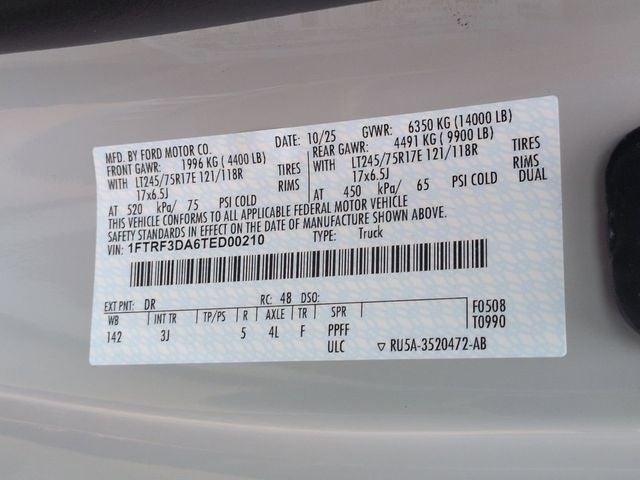 MFD. BY FORD MOTOR CO. DATE: 10/25 GVWR: 6350 KG (14000 LB)
FRONT GAWR: 1996 KG (4400 LB) REAR GAWR: 4491 KG (9900 LB)
WITH LT245/75R17E 121/118R TIRES WITH LT245/75R17E 121/118R TIRES
17x6.5J RIMS 17x6.5J RIMS
AT 520 kPa/ 75 PSI COLD AT 450 kPa/ 65 PSI COLD DUAL
THIS VEHICLE CONFORMS TO ALL APPLICABLE FEDERAL MOTOR VEHICLE
SAFETY STANDARDS IN EFFECT ON THE DATE OF MANUFACTURE SHOWN ABOVE.
1FTRF3DA6TED00210 TYPE: Truck
EXT PNT: DR RC: 48 DSO: F0508
WB INT TR TP/PS R AXLE TR SPR T0990
142 3J 5 4L F PPFF
ULC ▽ RU5A-3520472-AB